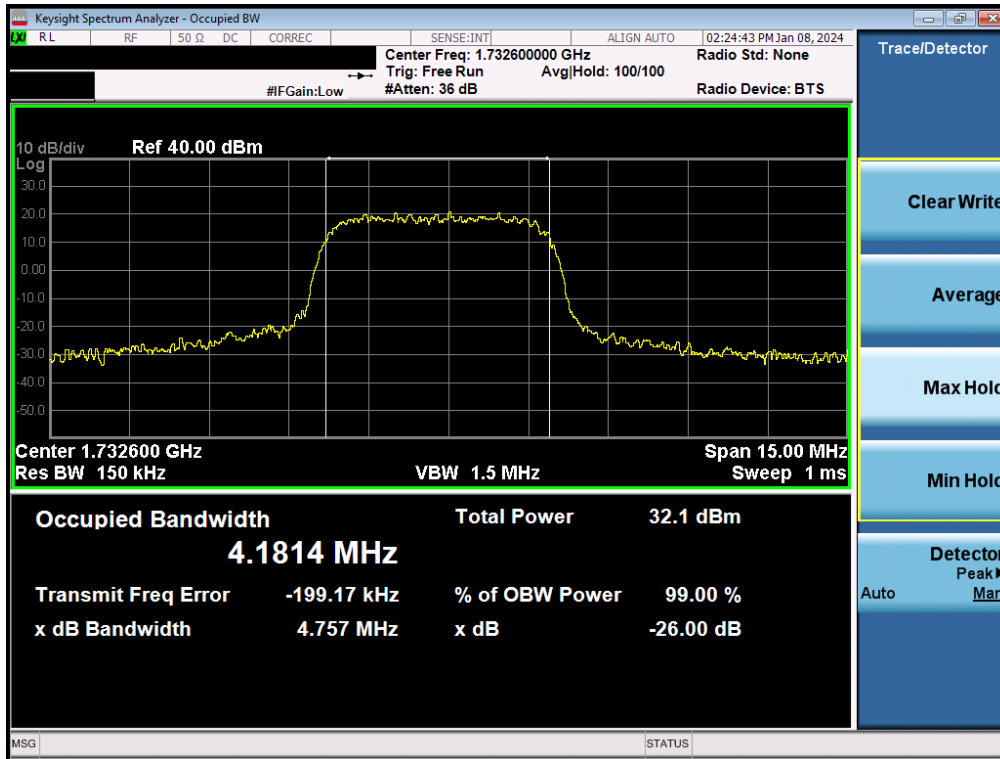 Keysight Spectrum Analyzer - Occupied BW
LXI RL RF 50 Ω DC CORREC SENSE:INT ALIGN AUTO 02:24:43 PM Jan 08, 2024
Center Freq: 1.732600000 GHz Radio Std: None
Trig: Free Run Avg|Hold: 100/100
#IFGain:Low #Atten: 36 dB Radio Device: BTS
Trace/Detector
10 dB/div Ref 40.00 dBm
Log
30.0
20.0
10.0
0.00
-10.0
-20.0
-30.0
-40.0
-50.0
Center 1.732600 GHz Span 15.00 MHz
Res BW 150 kHz VBW 1.5 MHz Sweep 1 ms
Occupied Bandwidth Total Power 32.1 dBm
4.1814 MHz
Transmit Freq Error -199.17 kHz % of OBW Power 99.00 %
x dB Bandwidth 4.757 MHz x dB -26.00 dB
Clear Write
Average
Max Hold
Min Hold
Detector
Peak▶
Auto Man
MSG STATUS